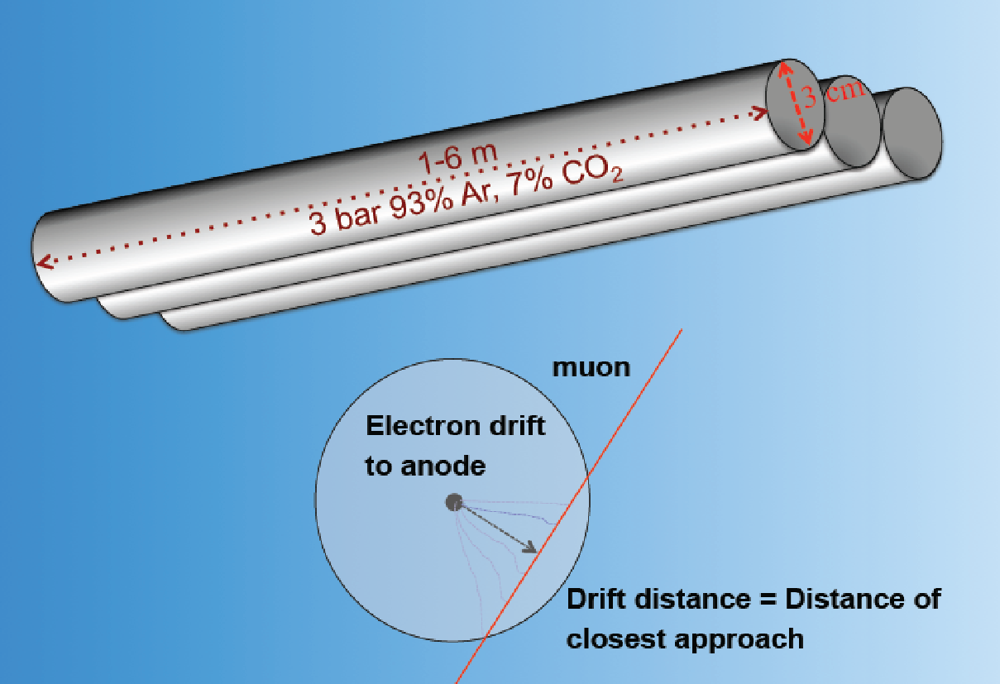 3 cm
1-6 m
3 bar 93% Ar, 7% CO₂
muon
Electron drift
to anode
Drift distance = Distance of
closest approach